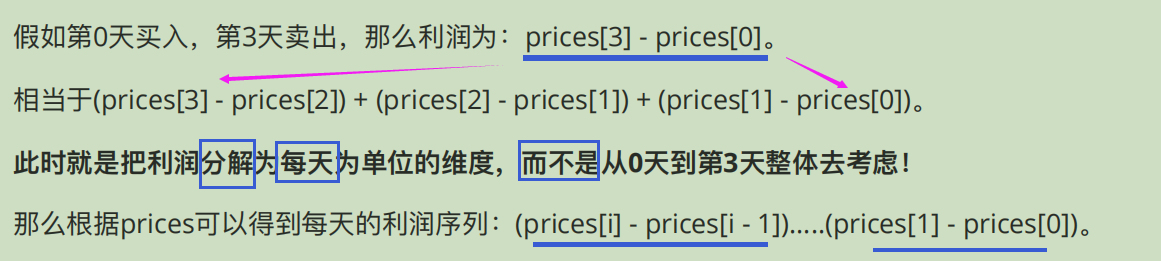 假如第0天买入，第3天卖出，那么利润为：prices[3] - prices[0]。
相当于(prices[3] - prices[2]) + (prices[2] - prices[1]) + (prices[1] - prices[0])。
此时就是把利润分解为每天为单位的维度，而不是从0天到第3天整体去考虑！
那么根据prices可以得到每天的利润序列：(prices[i] - prices[i - 1]).....(prices[1] - prices[0])。